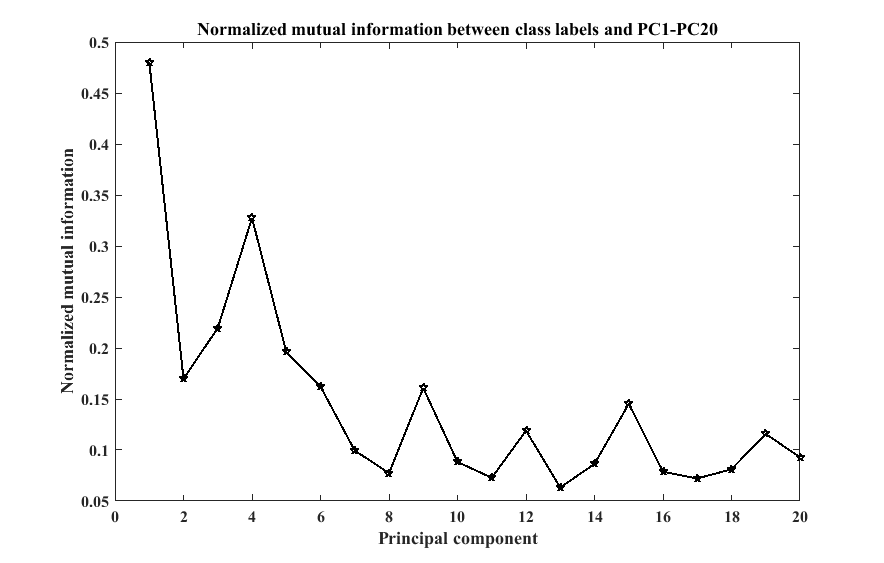 Normalized mutual information between class labels and PC1-PC20
0.5
0.45
0.4
0.35
0.3
0.25
0.2
0.15
0.1
0.05
Normalized mutual information
0 2 4 6 8 10 12 14 16 18 20
Principal component